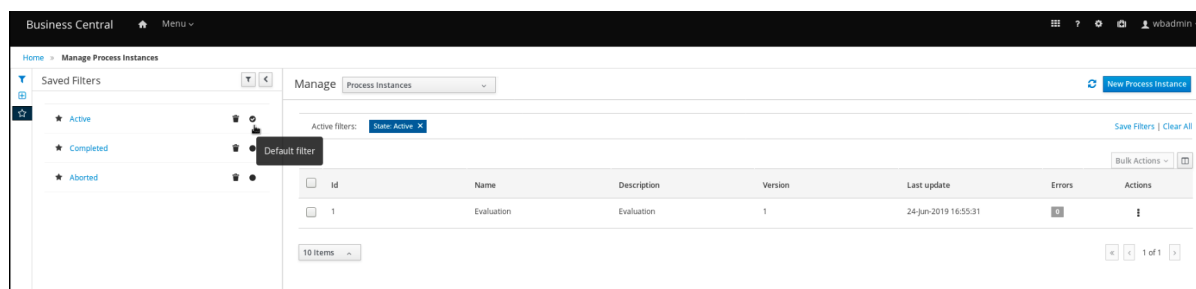 Business Central Menu ? wbadmin
Home » Manage Process Instances
Saved Filters
Active
Completed
Aborted
Default filter
Manage Process Instances New Process Instance
Active filters: State: Active ×
Save Filters | Clear All
Bulk Actions
Id Name Description Version Last update Errors Actions
1 Evaluation Evaluation 1 24-Jun-2019 16:55:31 0
10 Items « < 1 of 1 >